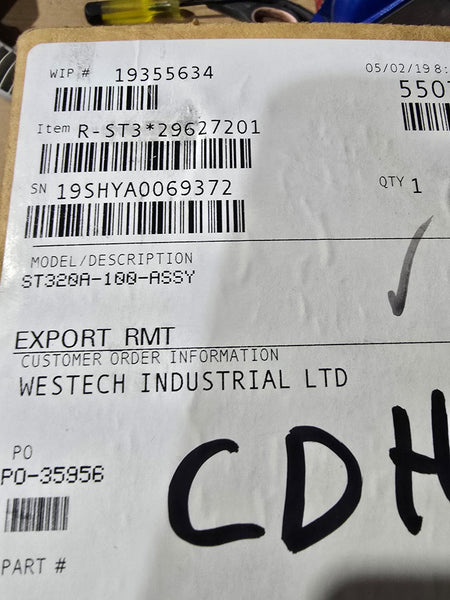 WIP # 19355634
05/02/19 8:
550
Item R-ST3*29627201
SN 19SHYA0069372
QTY 1
MODEL/DESCRIPTION
ST320A-100-ASSY
EXPORT RMT
CUSTOMER ORDER INFORMATION
WESTECH INDUSTRIAL LTD
CDH
PO
PO-35956
PART #